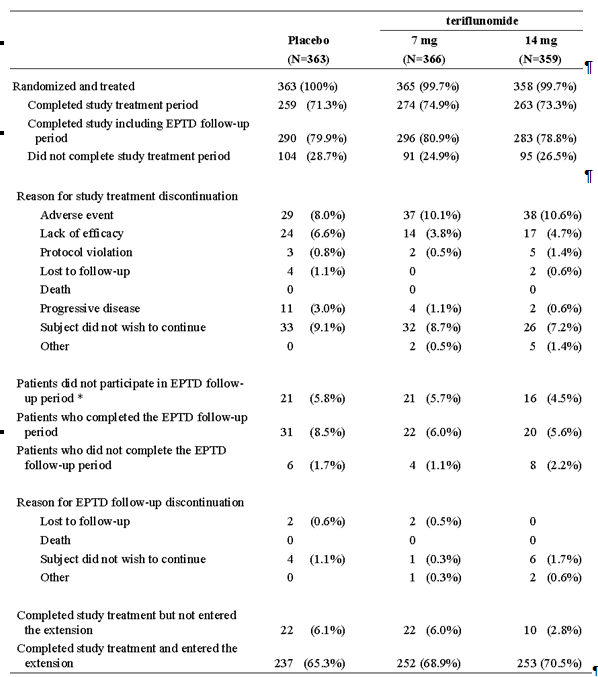 teriflunomide
Placebo 7 mg 14 mg
(N=363) (N=366) (N=359)
¶
Randomized and treated 363 (100%) 365 (99.7%) 358 (99.7%)
Completed study treatment period 259 (71.3%) 274 (74.9%) 263 (73.3%)
Completed study including EPTD follow-up
period 290 (79.9%) 296 (80.9%) 283 (78.8%)
Did not complete study treatment period 104 (28.7%) 91 (24.9%) 95 (26.5%)
¶
Reason for study treatment discontinuation
Adverse event 29 (8.0%) 37 (10.1%) 38 (10.6%)
Lack of efficacy 24 (6.6%) 14 (3.8%) 17 (4.7%)
Protocol violation 3 (0.8%) 2 (0.5%) 5 (1.4%)
Lost to follow-up 4 (1.1%) 0 2 (0.6%)
Death 0 0 0
Progressive disease 11 (3.0%) 4 (1.1%) 2 (0.6%)
Subject did not wish to continue 33 (9.1%) 32 (8.7%) 26 (7.2%)
Other 0 2 (0.5%) 5 (1.4%)
Patients did not participate in EPTD follow-
up period * 21 (5.8%) 21 (5.7%) 16 (4.5%)
Patients who completed the EPTD follow-up
period 31 (8.5%) 22 (6.0%) 20 (5.6%)
Patients who did not complete the EPTD
follow-up period 6 (1.7%) 4 (1.1%) 8 (2.2%)
Reason for EPTD follow-up discontinuation
Lost to follow-up 2 (0.6%) 2 (0.5%) 0
Death 0 0 0
Subject did not wish to continue 4 (1.1%) 1 (0.3%) 6 (1.7%)
Other 0 1 (0.3%) 2 (0.6%)
Completed study treatment but not entered
the extension 22 (6.1%) 22 (6.0%) 10 (2.8%)
Completed study treatment and entered the
extension 237 (65.3%) 252 (68.9%) 253 (70.5%)
¶